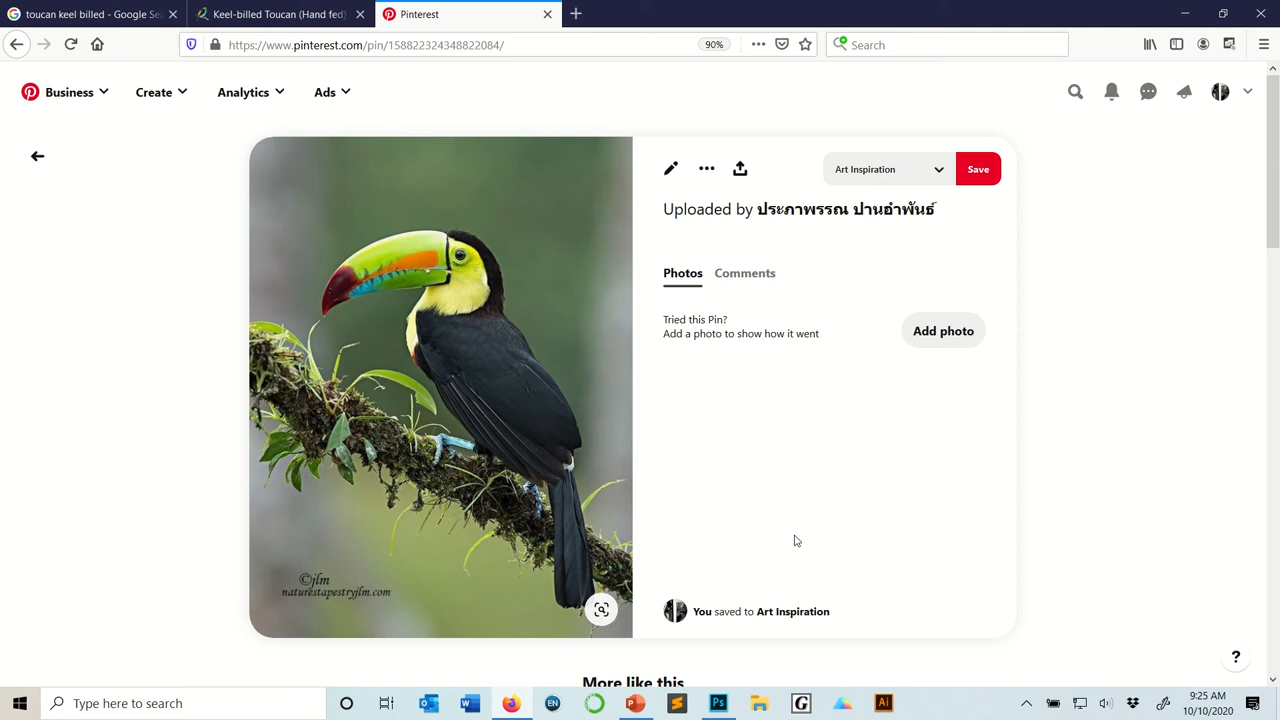 toucan keel billed - Google Sea
Keel-billed Toucan (Hand fed)
Pinterest
https://www.pinterest.com/pin/158822324348822084/
90%
Search
Business
Create
Analytics
Ads
Art Inspiration
Save
Uploaded by ประภาพรรณ ปานอำพันธ์
Photos
Comments
Tried this Pin?
Add a photo to show how it went
Add photo
©jlm
naturestapestryjlm.com
You saved to Art Inspiration
?
More like this
Type here to search
EN
Ps
G
Ai
9:25 AM
10/10/2020